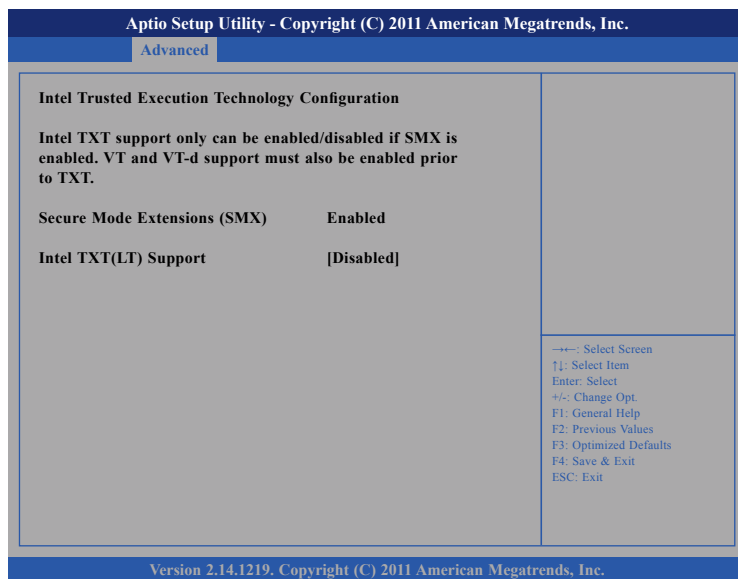 Aptio Setup Utility - Copyright (C) 2011 American Megatrends, Inc.
Advanced
Intel Trusted Execution Technology Configuration
Intel TXT support only can be enabled/disabled if SMX is
enabled. VT and VT-d support must also be enabled prior
to TXT.
Secure Mode Extensions (SMX) Enabled
Intel TXT(LT) Support [Disabled]
→←: Select Screen
↑↓: Select Item
Enter: Select
+/-: Change Opt.
F1: General Help
F2: Previous Values
F3: Optimized Defaults
F4: Save & Exit
ESC: Exit
Version 2.14.1219. Copyright (C) 2011 American Megatrends, Inc.